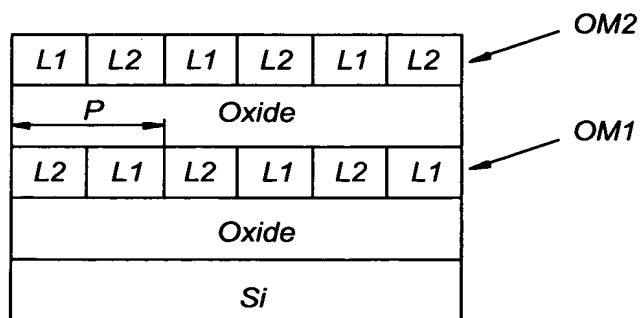 OM2
L1 L2 L1 L2 L1 L2
P Oxide
OM1
L2 L1 L2 L1 L2 L1
Oxide
Si